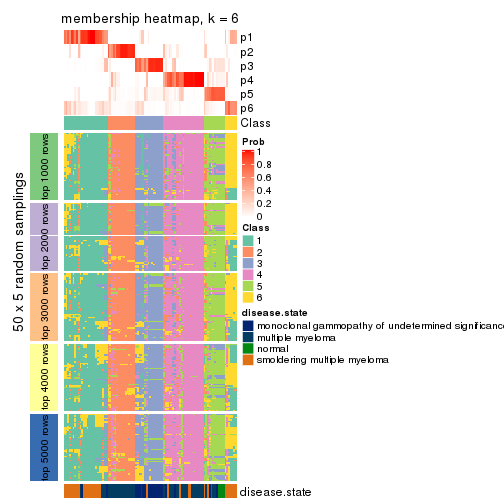 membership heatmap, k = 6
p1
p2
p3
p4
p5
p6
Class
50 x 5 random samplings
top 1000 rows
top 2000 rows
top 3000 rows
top 4000 rows
top 5000 rows
Prob
1
0.8
0.6
0.4
0.2
0
Class
1
2
3
4
5
6
disease.state
monoclonal gammopathy of undetermined significance
multiple myeloma
normal
smoldering multiple myeloma
disease.state